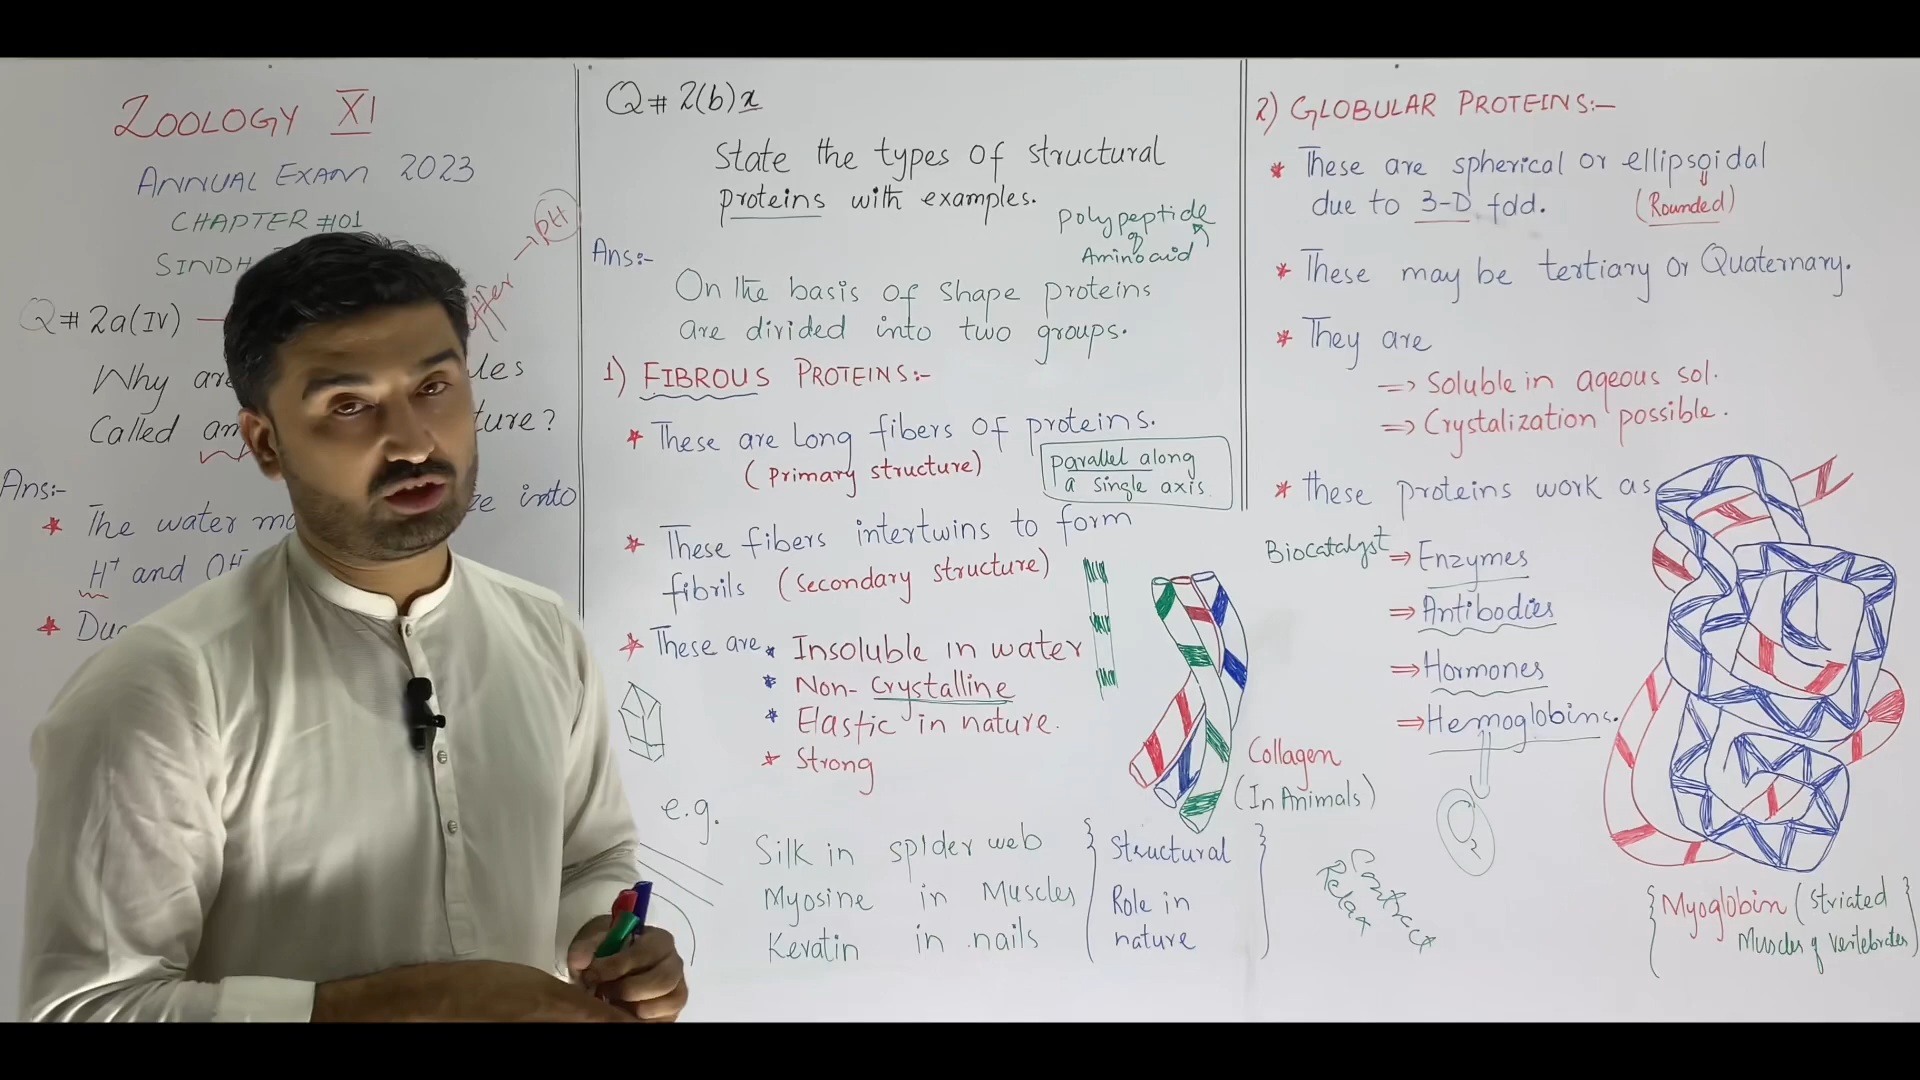 ZOOLOGY XI
ANNUAL EXAM 2023
CHAPTER #01
SINDH
Q# 2a(IV)
PH
Why are
Called am
ture?
Ans:-
* The water mo
ze into
H⁺ and OH⁻
* Du
Q# 2(b)x
State the types of structural
proteins with examples.
Polypeptide
of
Aminoacid
Ans:-
On the basis of shape proteins
are divided into two groups.
1) FIBROUS PROTEINS:-
* These are Long fibers of proteins.
(Primary structure)
parallel along
a single axis.
* These fibers intertwins to form
fibrils (Secondary structure)
* These are * Insoluble in water
* Non-Crystalline
* Elastic in nature.
* Strong
Collagen
(In Animals)
e.g.
Silk in spider web
Myosine in Muscles
Keratin in nails
Structural
Role in
nature
2) GLOBULAR PROTEINS:-
* These are spherical or ellipsoidal
due to 3-D fold.
(Rounded)
* These may be tertiary or Quaternary.
* They are
=> Soluble in aqeous sol.
=> Crystalization possible.
* these proteins work as
Biocatalyst => Enzymes
=> Antibodies
=> Hormones
=> Hemoglobins.
O₂
Contract
Relax
Myoglobin (striated
Muscles of vertebrates)